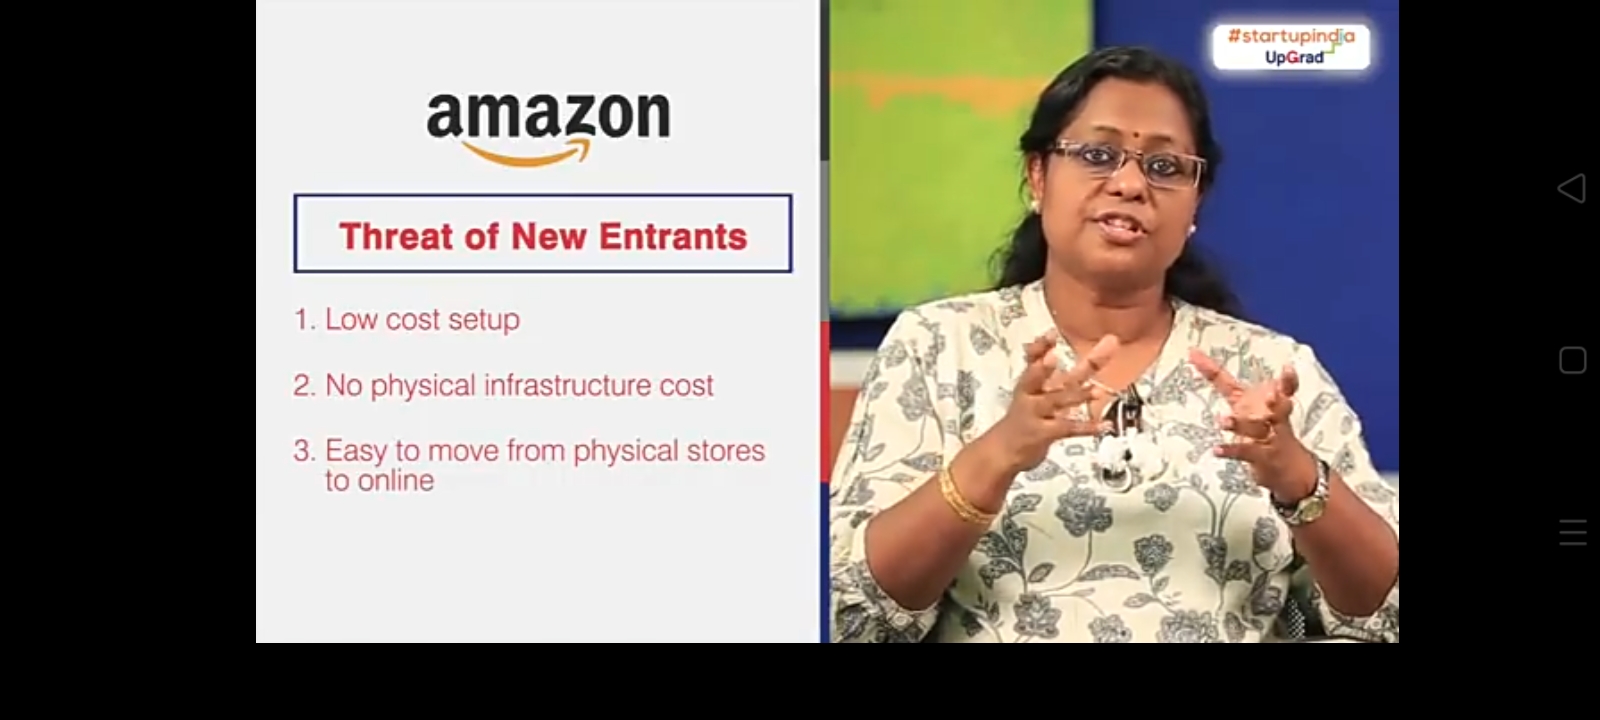 amazon
Threat of New Entrants
1. Low cost setup
2. No physical infrastructure cost
3. Easy to move from physical stores
to online
#startupindia
UpGrad